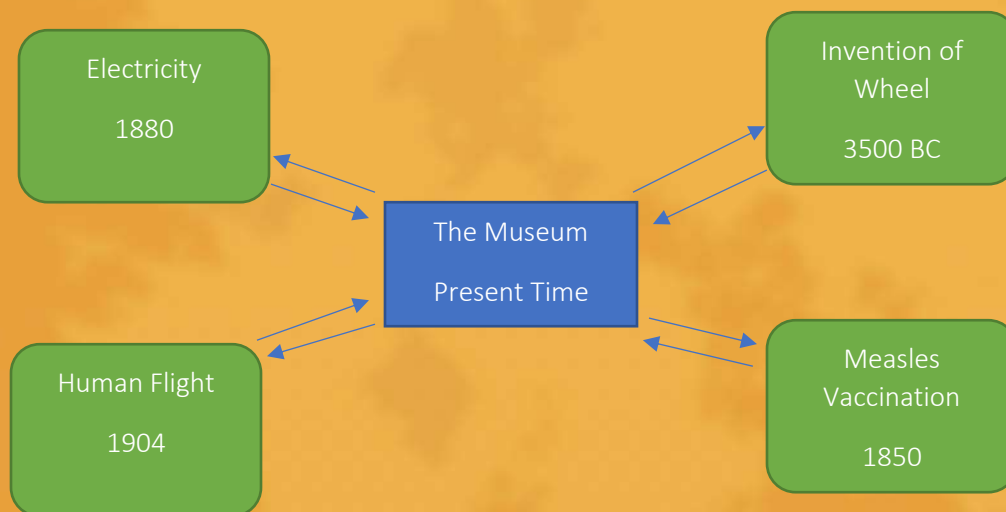 Electricity
1880
Invention of
Wheel
3500 BC
The Museum
Present Time
Human Flight
1904
Measles
Vaccination
1850